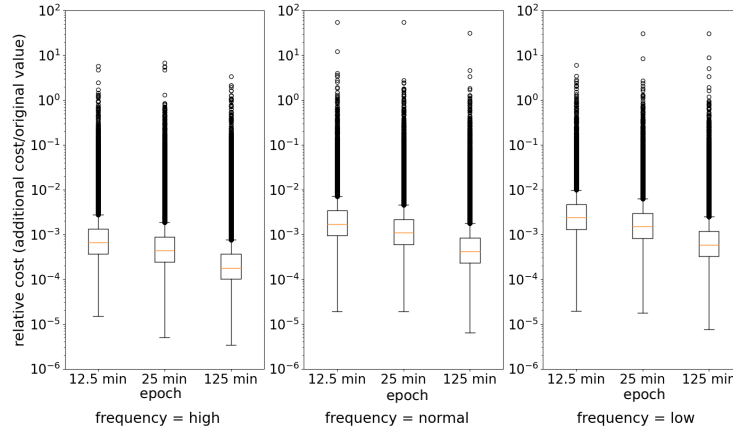 relative cost (additional cost/original value)
10² 10² 10²
10¹ 10¹ 10¹
10⁰ 10⁰ 10⁰
10⁻¹ 10⁻¹ 10⁻¹
10⁻² 10⁻² 10⁻²
10⁻³ 10⁻³ 10⁻³
10⁻⁴ 10⁻⁴ 10⁻⁴
10⁻⁵ 10⁻⁵ 10⁻⁵
10⁻⁶ 10⁻⁶ 10⁻⁶
12.5 min 25 min 125 min 12.5 min 25 min 125 min 12.5 min 25 min 125 min
epoch epoch epoch
frequency = high frequency = normal frequency = low